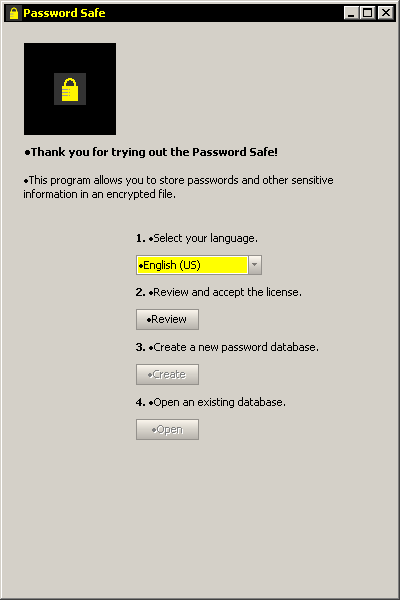 Password Safe
•Thank you for trying out the Password Safe!
•This program allows you to store passwords and other sensitive
information in an encrypted file.
1. •Select your language.
•English (US)
2. •Review and accept the license.
•Review
3. •Create a new password database.
•Create
4. •Open an existing database.
•Open